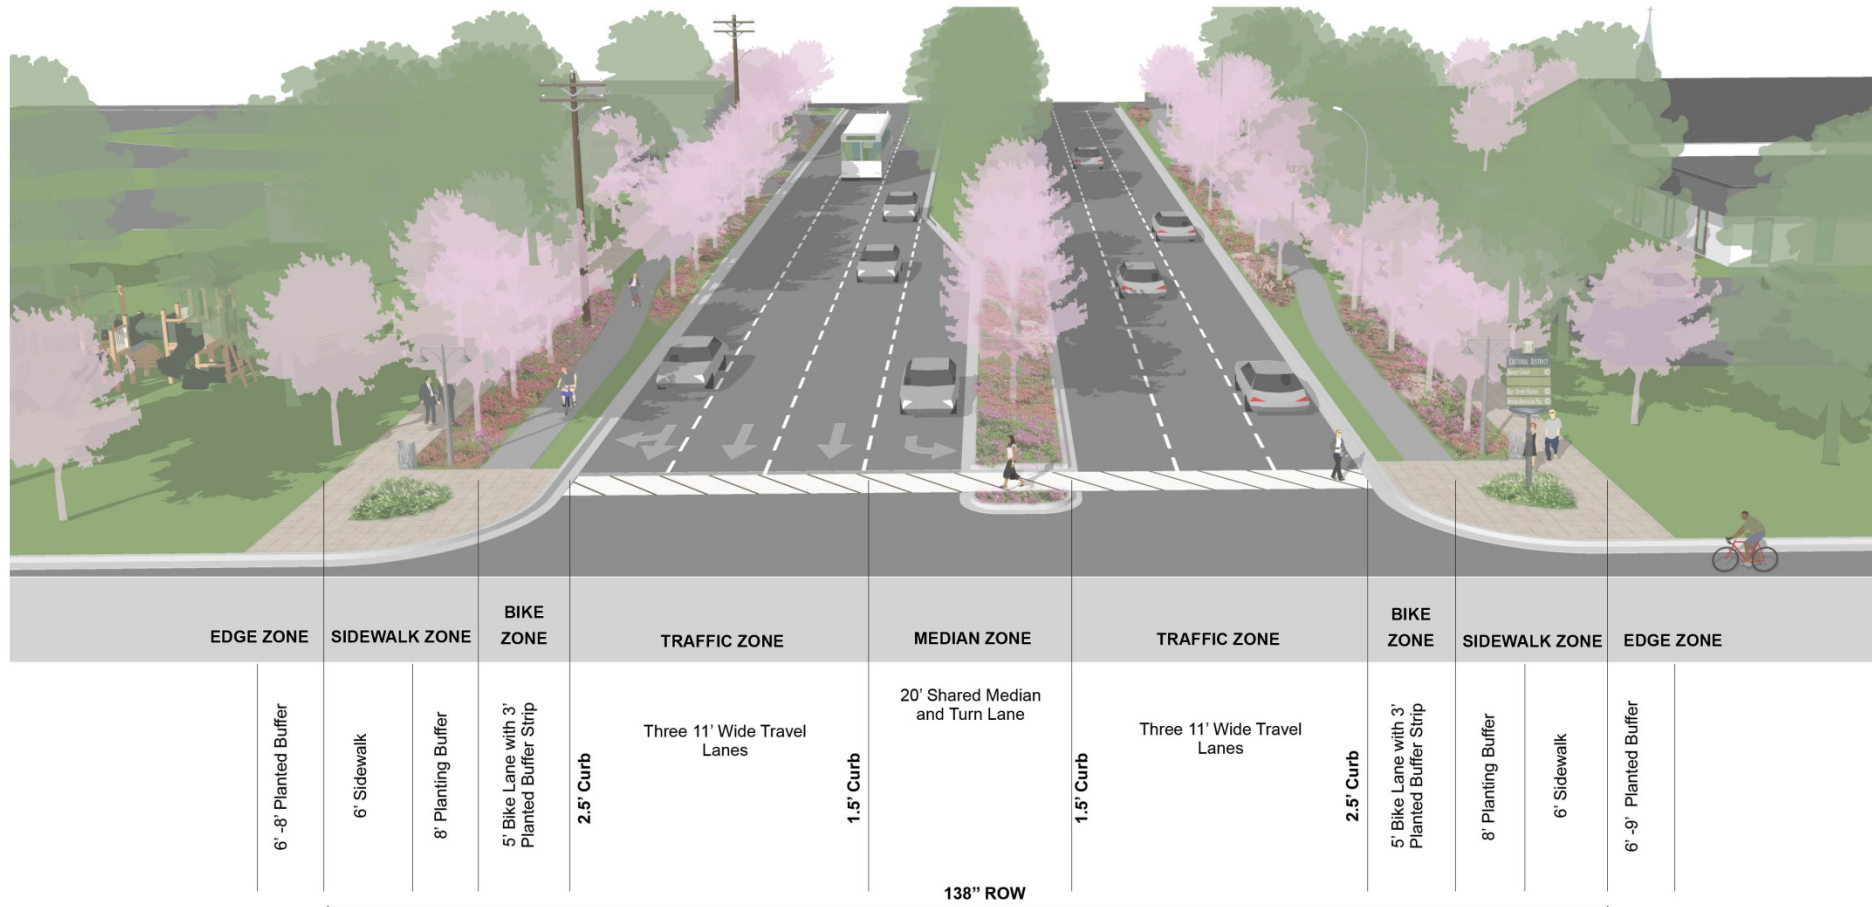 CULTURAL DISTRICT
EDGE ZONE
SIDEWALK ZONE
BIKE
ZONE
TRAFFIC ZONE
MEDIAN ZONE
TRAFFIC ZONE
BIKE
ZONE
SIDEWALK ZONE
EDGE ZONE
6’ -8’ Planted Buffer
6’ Sidewalk
8’ Planting Buffer
5’ Bike Lane with 3’
Planted Buffer Strip
2.5’ Curb
Three 11’ Wide Travel
Lanes
1.5’ Curb
20’ Shared Median
and Turn Lane
1.5’ Curb
Three 11’ Wide Travel
Lanes
2.5’ Curb
5’ Bike Lane with 3’
Planted Buffer Strip
8’ Planting Buffer
6’ Sidewalk
6’ -9’ Planted Buffer
138” ROW